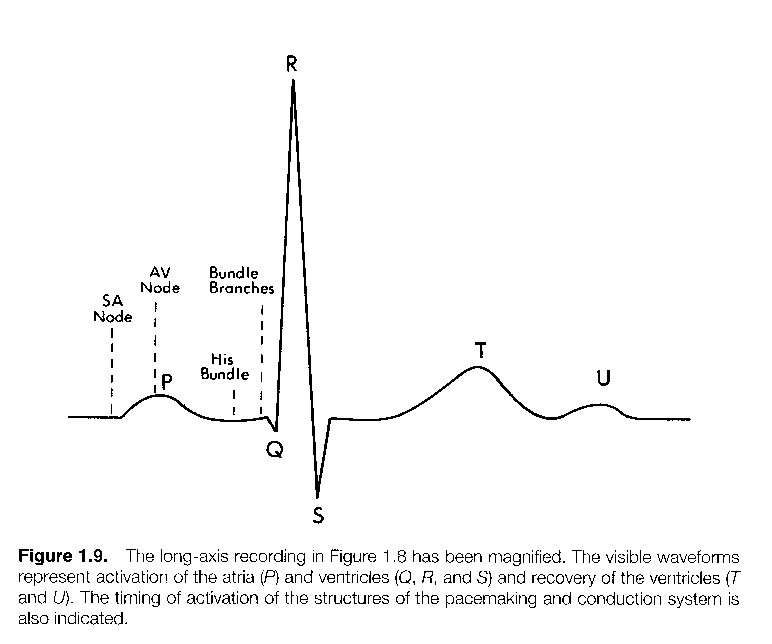 R
AV
Node
Bundle
Branches
SA
Node
His
Bundle
P
T
U
Q
S
Figure 1.9. The long-axis recording in Figure 1.8 has been magnified. The visible waveforms
represent activation of the atria (P) and ventricles (Q, R, and S) and recovery of the ventricles (T
and U). The timing of activation of the structures of the pacemaking and conduction system is
also indicated.